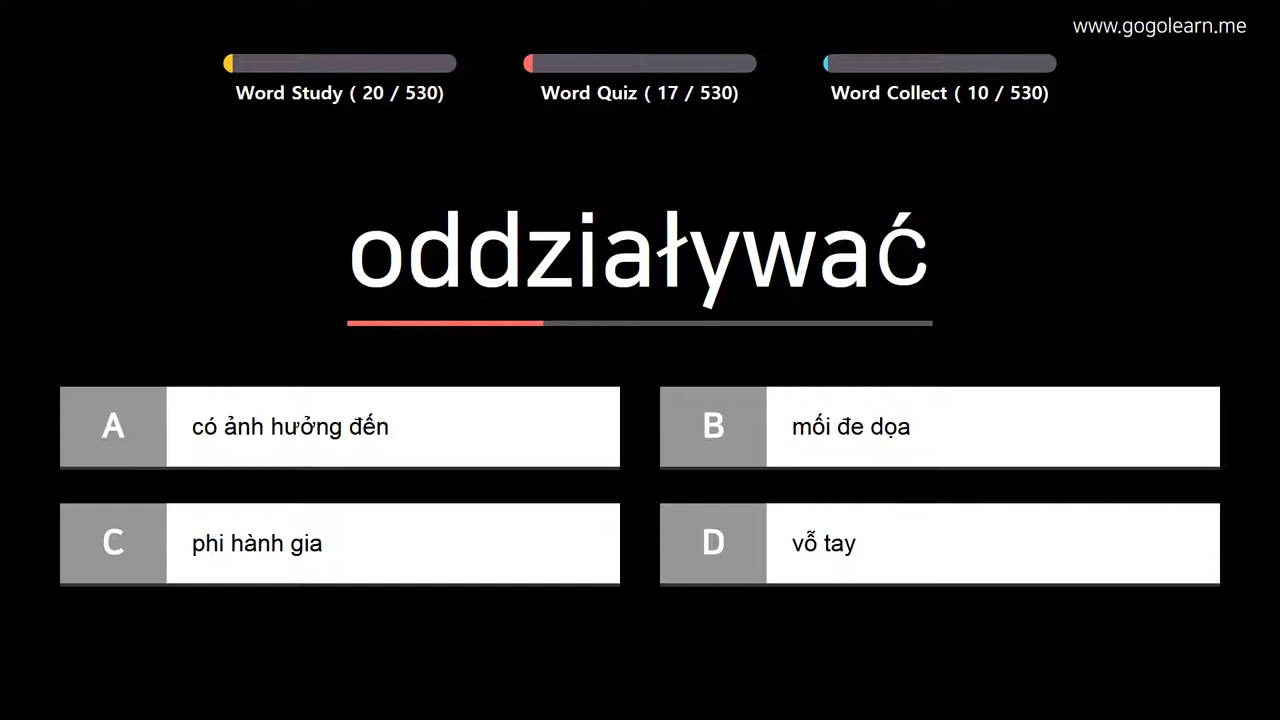 www.gogolearn.me
Word Study ( 20 / 530)
Word Quiz ( 17 / 530)
Word Collect ( 10 / 530)
oddziaływać
A có ảnh hưởng đến
B mối đe dọa
C phi hành gia
D vỗ tay